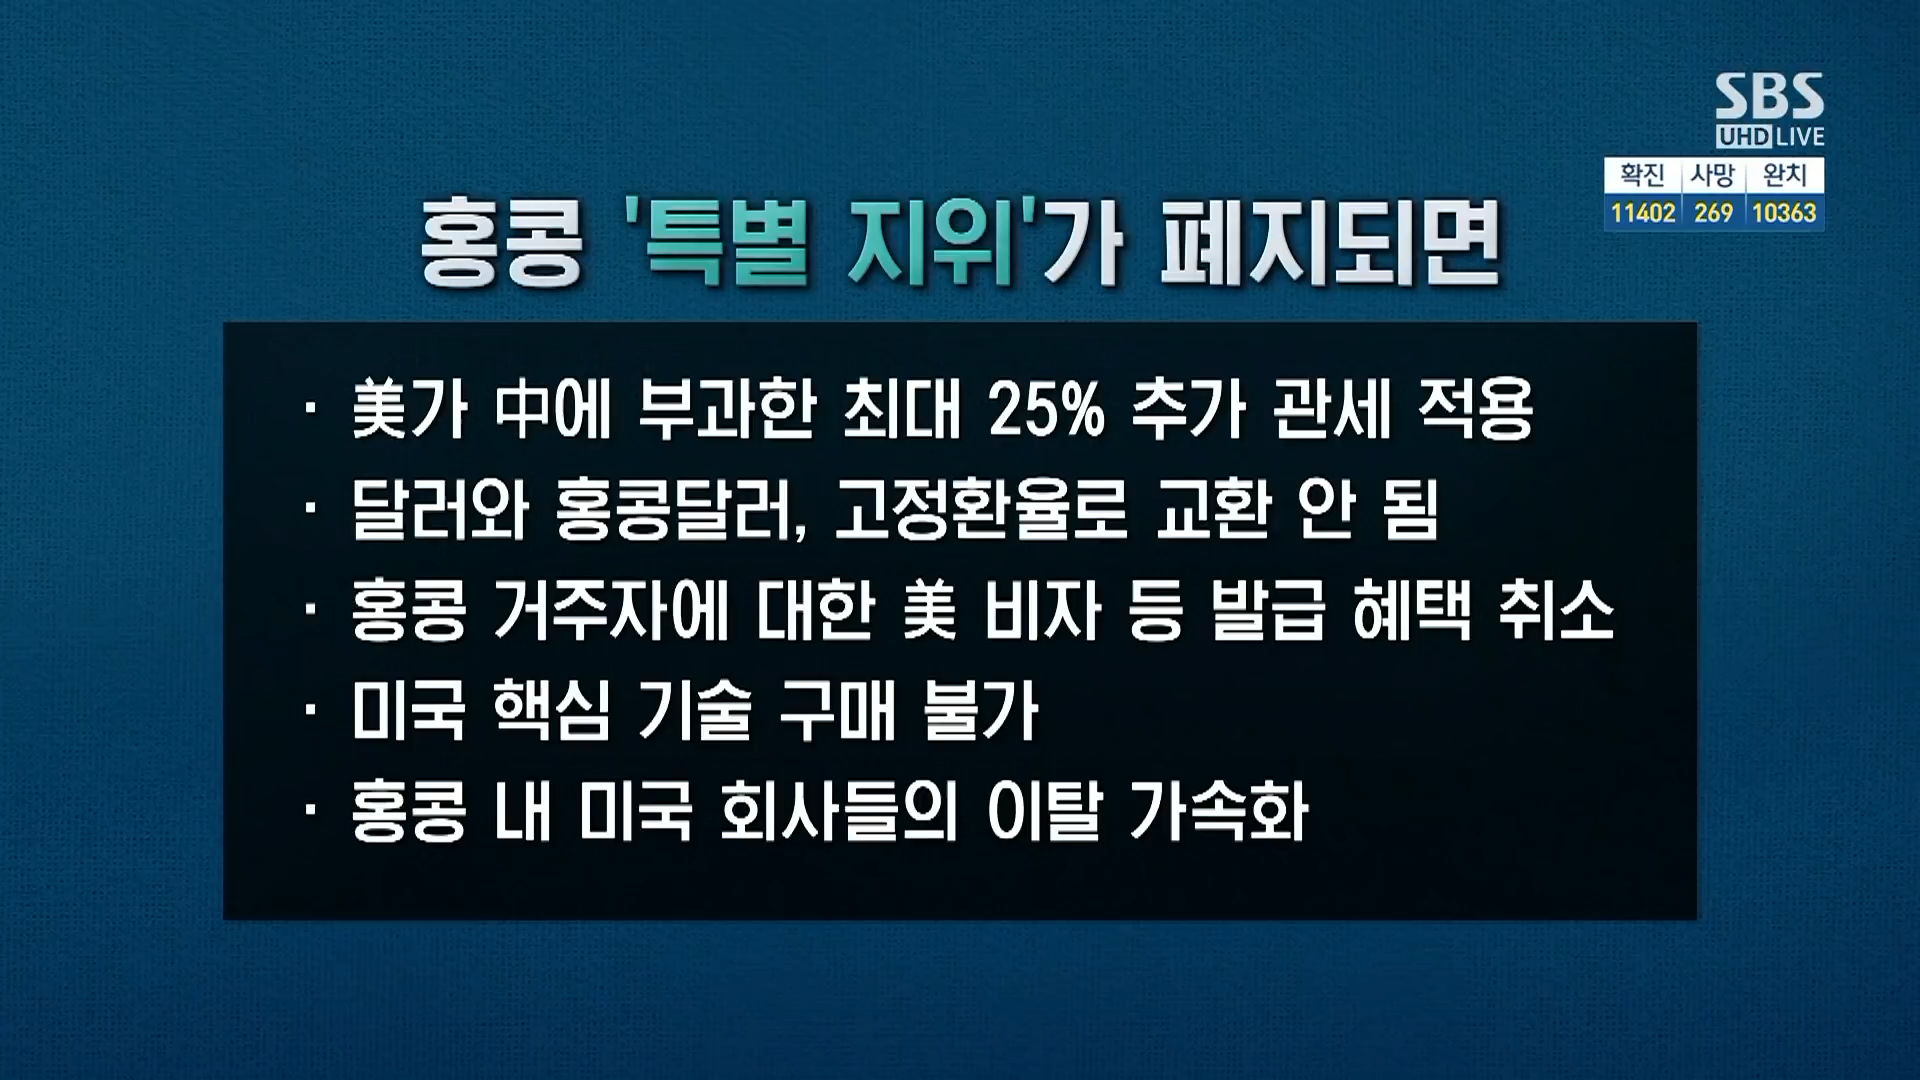 SBS
UHD LIVE
확진 사망 완치
11402 269 10363
홍콩 '특별 지위'가 폐지되면
· 美가 中에 부과한 최대 25% 추가 관세 적용
· 달러와 홍콩달러, 고정환율로 교환 안 됨
· 홍콩 거주자에 대한 美 비자 등 발급 혜택 취소
· 미국 핵심 기술 구매 불가
· 홍콩 내 미국 회사들의 이탈 가속화